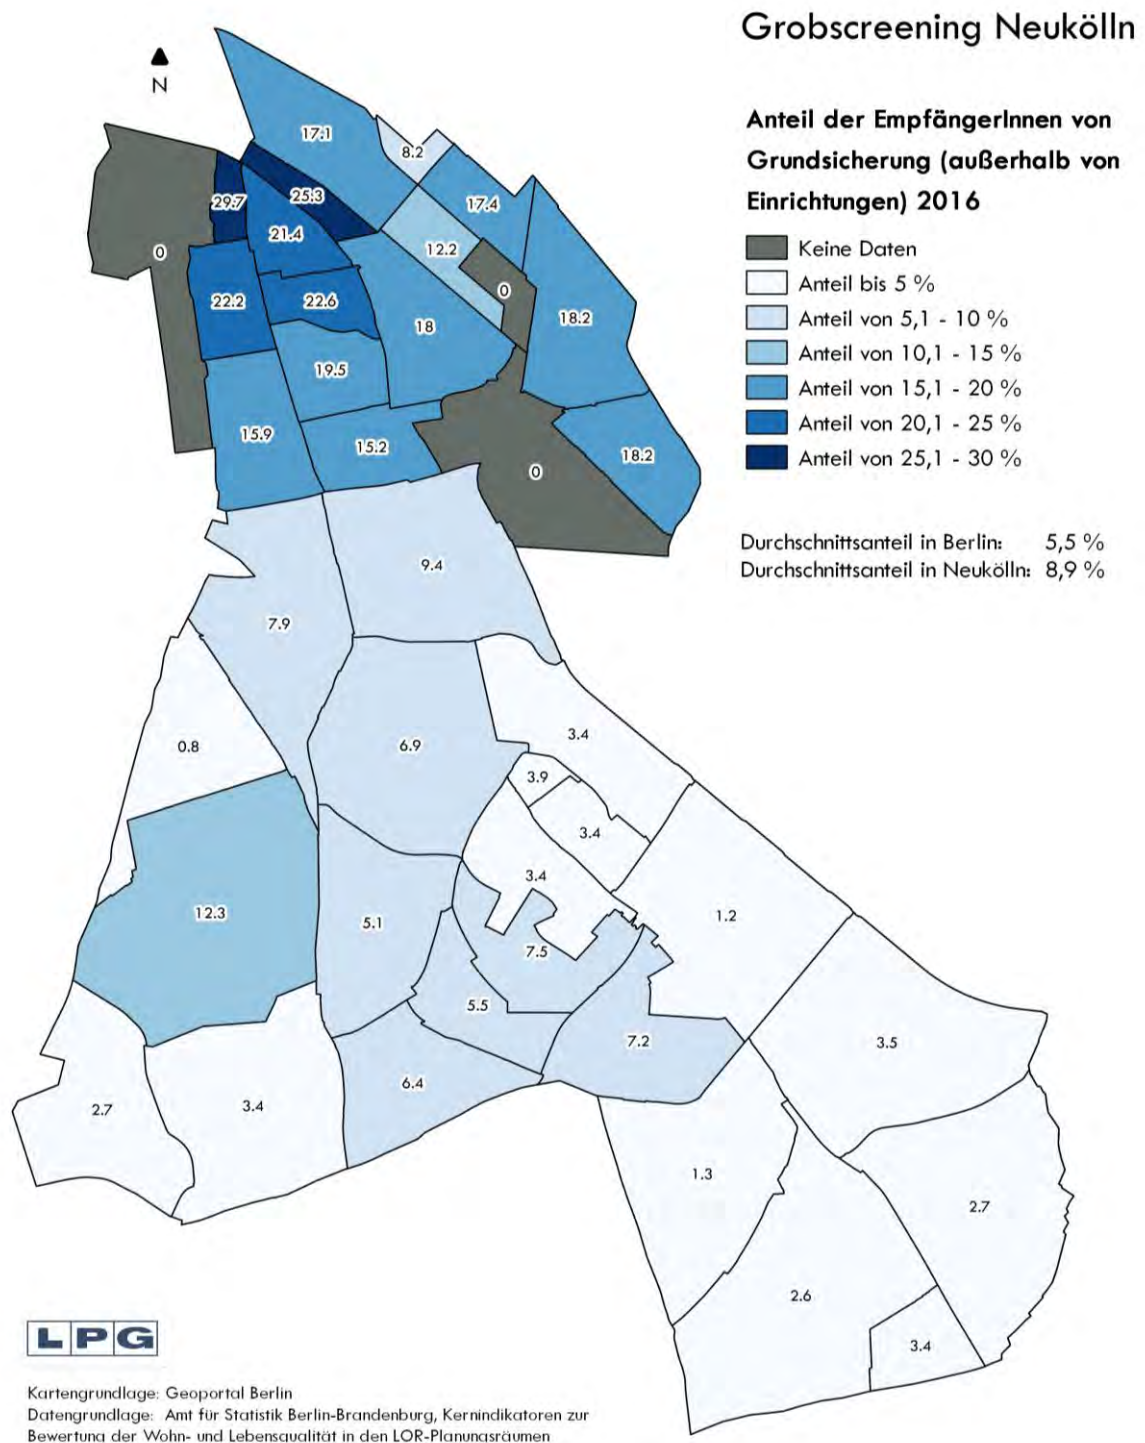 Grobscreening Neukölln
N
Anteil der EmpfängerInnen von
Grundsicherung (außerhalb von
Einrichtungen) 2016
Keine Daten
Anteil bis 5 %
Anteil von 5,1 - 10 %
Anteil von 10,1 - 15 %
Anteil von 15,1 - 20 %
Anteil von 20,1 - 25 %
Anteil von 25,1 - 30 %
Durchschnittsanteil in Berlin: 5,5 %
Durchschnittsanteil in Neukölln: 8,9 %
17.1
8.2
29.7
25.3
17.4
21.4
12.2
0
0
22.2
22.6
18
18.2
19.5
15.9
15.2
18.2
0
9.4
7.9
0.8
6.9
3.4
3.9
3.4
3.4
12.3
5.1
1.2
7.5
5.5
7.2
3.5
6.4
2.7
3.4
1.3
2.7
2.6
3.4
LPG
Kartengrundlage: Geoportal Berlin
Datengrundlage: Amt für Statistik Berlin-Brandenburg, Kernindikatoren zur
Bewertung der Wohn- und Lebensqualität in den LOR-Planungsräumen